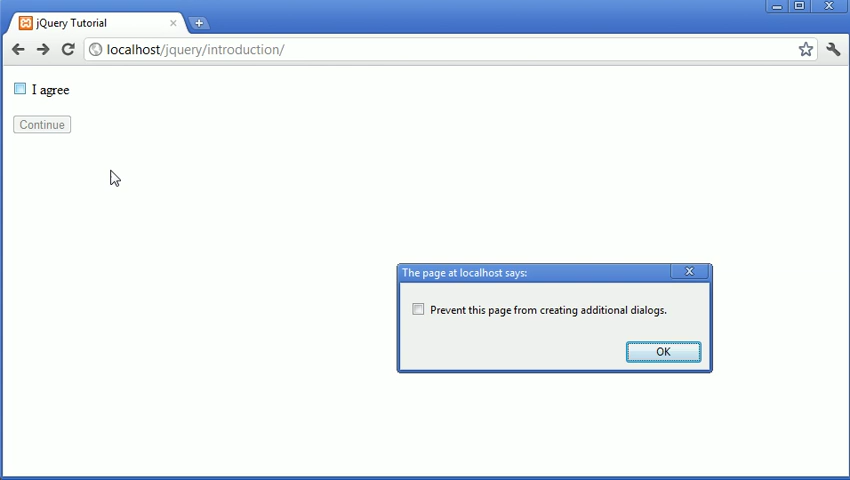 jQuery Tutorial
localhost/jquery/introduction/
I agree
Continue
The page at localhost says:
Prevent this page from creating additional dialogs.
OK